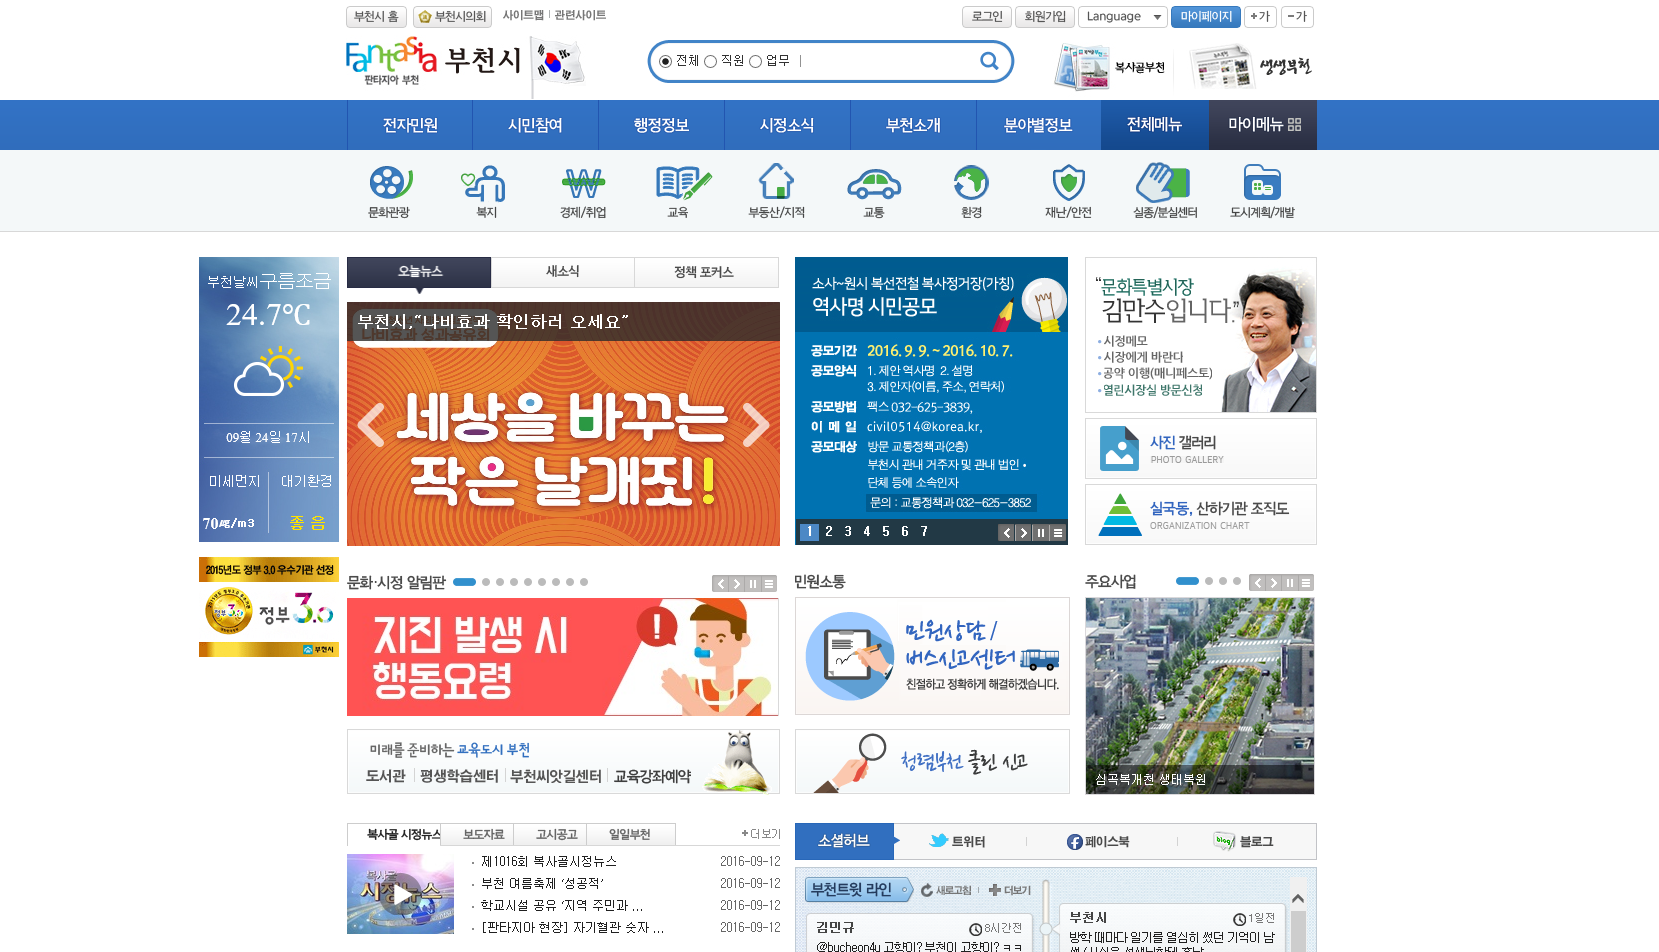 부천시 홈
부천시의회
사이트맵
관련사이트
로그인
회원가입
Language
마이페이지
+가
-가
Fantasia
판타지아 부천
부천시
전체
직원
업무
복사골부천
생생부천
전자민원
시민참여
행정정보
시정소식
부천소개
분야별정보
전체메뉴
마이메뉴
문화관광
복지
경제/취업
교육
부동산/지적
교통
환경
재난/안전
실종/분실센터
도시계획/개발
부천날씨 구름조금
24.7℃
09월 24일 17시
미세먼지
대기환경
70㎍/m3
좋 음
2015년도 정부 3.0 우수기관 선정
정부 3.0
부천시
오늘뉴스
새소식
정책 포커스
부천시,“나비효과 확인하러 오세요”
나비효과 성과공유회
세상을 바꾸는
작은 날개짓!
소사~원시 복선전철 복사정거장(가칭)
역사명 시민공모
공모기간 2016. 9. 9. ~ 2016. 10. 7.
공모양식 1. 제안 역사명 2. 설명
3. 제안자(이름, 주소, 연락처)
공모방법 팩스 032-625-3839,
이 메 일 civil0514@korea.kr,
공모대상 방문 교통정책과(2층)
부천시 관내 거주자 및 관내 법인 •
단체 등에 소속인자
문의 : 교통정책과 032-625-3852
1 2 3 4 5 6 7
“문화특별시장
김만수입니다.”
시정메모
시장에게 바란다
공약 이행(매니페스토)
열린시장실 방문신청
사진 갤러리
PHOTO GALLERY
실국동, 산하기관 조직도
ORGANIZATION CHART
문화·시정 알림판
지진 발생 시
행동요령
미래를 준비하는 교육도시 부천
도서관
평생학습센터
부천씨앗길센터
교육강좌예약
민원소통
민원상담 /
버스신고센터
친절하고 정확하게 해결하겠습니다.
청렴부천 클린 신고
주요사업
심곡복개천 생태복원
복사골 시정뉴스
보도자료
고시공고
일일부천
+더보기
복사골
시정뉴스
제1016회 복사골시정뉴스 2016-09-12
부천 여름축제 ‘성공적’ 2016-09-12
학교시설 공유 ‘지역 주민과 ... 2016-09-12
[판타지아 현장] 자기혈관 숫자 ... 2016-09-12
소셜허브
트위터
페이스북
blog 블로그
부천트윗 라인
새로고침
더보기
김민규
8시간전
@bucheon4u 고향이? 부천이 고향이? ㅋㅋ
부천시
1일전
방학 때마다 일기를 열심히 썼던 기억이 남